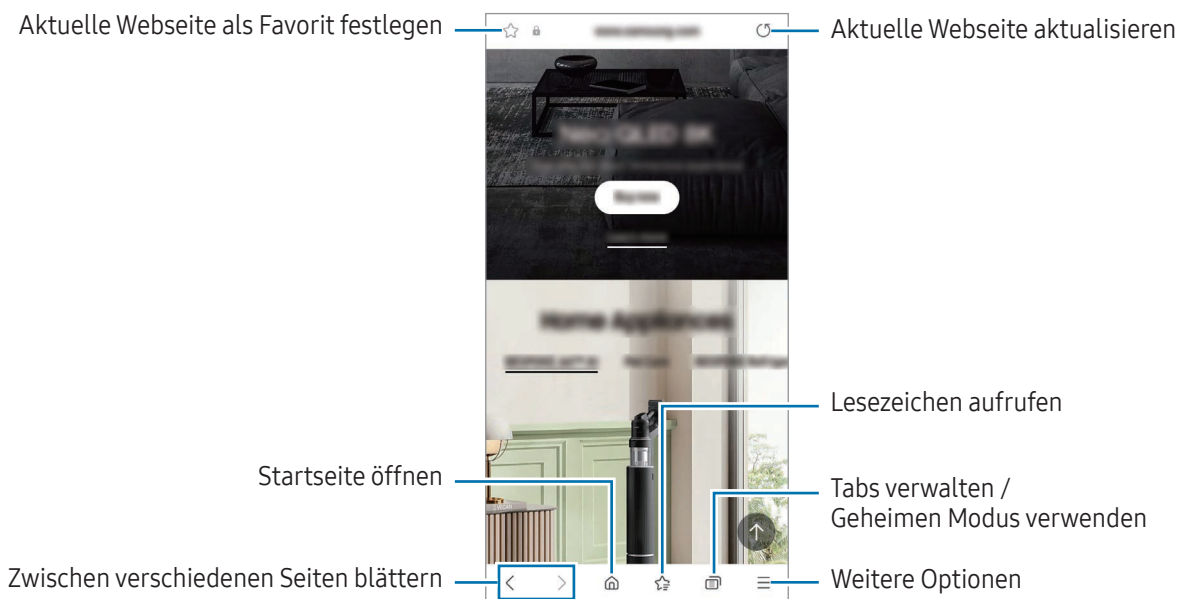 Aktuelle Webseite als Favorit festlegen
Aktuelle Webseite aktualisieren
Lesezeichen aufrufen
Startseite öffnen
Tabs verwalten /
Geheimen Modus verwenden
Zwischen verschiedenen Seiten blättern
Weitere Optionen